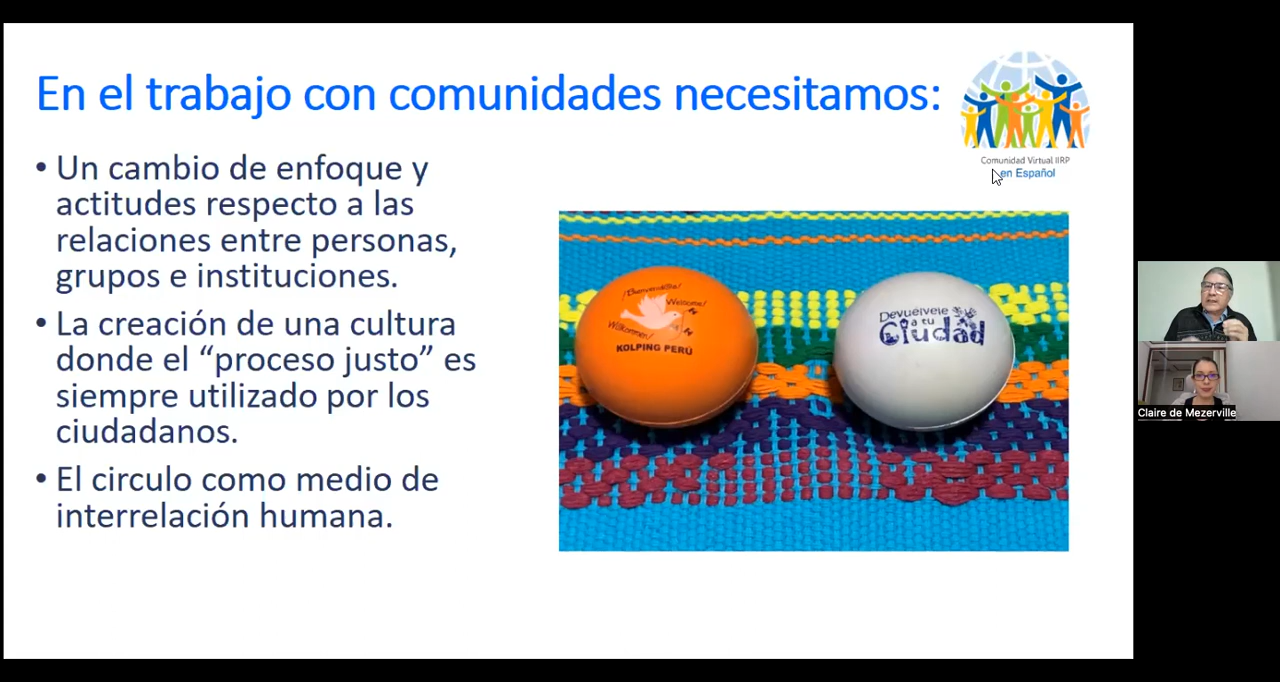 En el trabajo con comunidades necesitamos:
Comunidad Virtual IIRP
en Español
• Un cambio de enfoque y
actitudes respecto a las
relaciones entre personas,
grupos e instituciones.
• La creación de una cultura
donde el “proceso justo” es
siempre utilizado por los
ciudadanos.
• El circulo como medio de
interrelación humana.
¡Bienvenid@s!
Welcome!
Willkommen!
KOLPING PERÚ
Devuélvele
a tu
Ciudad
Claire de Mezerville